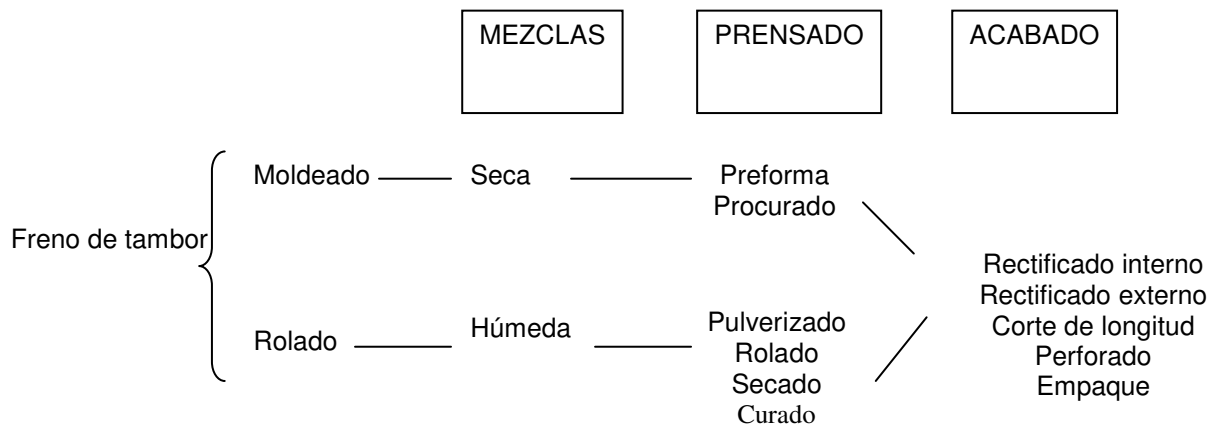 MEZCLAS
PRENSADO
ACABADO
Freno de tambor
Moldeado
Seca
Preforma
Procurado
Rolado
Húmeda
Pulverizado
Rolado
Secado
Curado
Rectificado interno
Rectificado externo
Corte de longitud
Perforado
Empaque